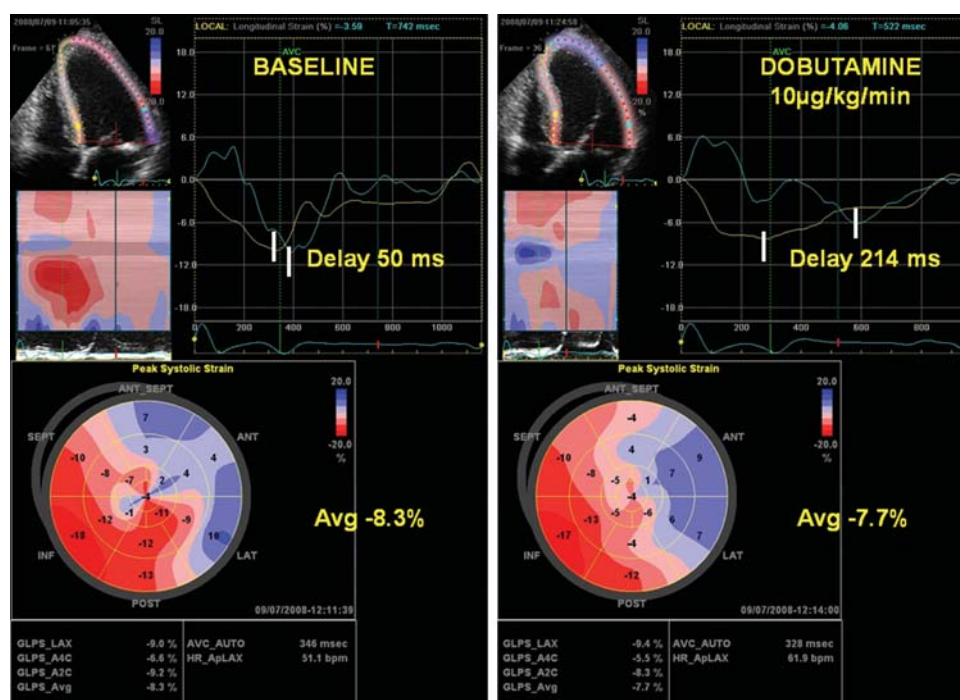 2008/07/09-11:05:35
SL
Frame = 67
20.0
20.0
%
LOCAL: Longitudinal Strain (%) =-3.59 T=742 msec
AVC
BASELINE
18.0
12.0
6.0
0.0
-6.0
-12.0
-18.0
Delay 50 ms
0 200 400 600 800 1000
Peak Systolic Strain
ANT_SEPT
SEPT
ANT
INF
LAT
POST
7
-10
3
4
-8
-7
2
4
-4
-12
-1
-11
-9
10
-18
-12
-13
20.0
-20.0
%
Avg -8.3%
09/07/2008-12:11:39
GLPS_LAX -9.0 % AVC_AUTO 346 msec
GLPS_A4C -6.6 % HR_ApLAX 51.1 bpm
GLPS_A2C -9.2 %
GLPS_Avg -8.3 %
2008/07/09-11:24:58
SL
Frame = 36
20.0
20.0
%
LOCAL: Longitudinal Strain (%) =-4.06 T=522 msec
AVC
DOBUTAMINE
10µg/kg/min
18.0
12.0
6.0
0.0
-6.0
-12.0
-18.0
Delay 214 ms
0 200 400 600 800
Peak Systolic Strain
ANT_SEPT
SEPT
ANT
INF
LAT
POST
-4
-10
4
9
-8
-5
1
7
-4
-5
-5
-6
6
7
-17
-4
-12
20.0
-20.0
%
Avg -7.7%
09/07/2008-12:14:00
GLPS_LAX -9.4 % AVC_AUTO 328 msec
GLPS_A4C -5.5 % HR_ApLAX 61.9 bpm
GLPS_A2C -8.3 %
GLPS_Avg -7.7 %